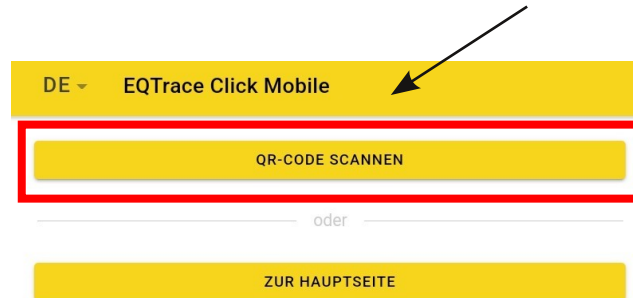 DE EQTrace Click Mobile
QR-CODE SCANNEN
oder
ZUR HAUPTSEITE